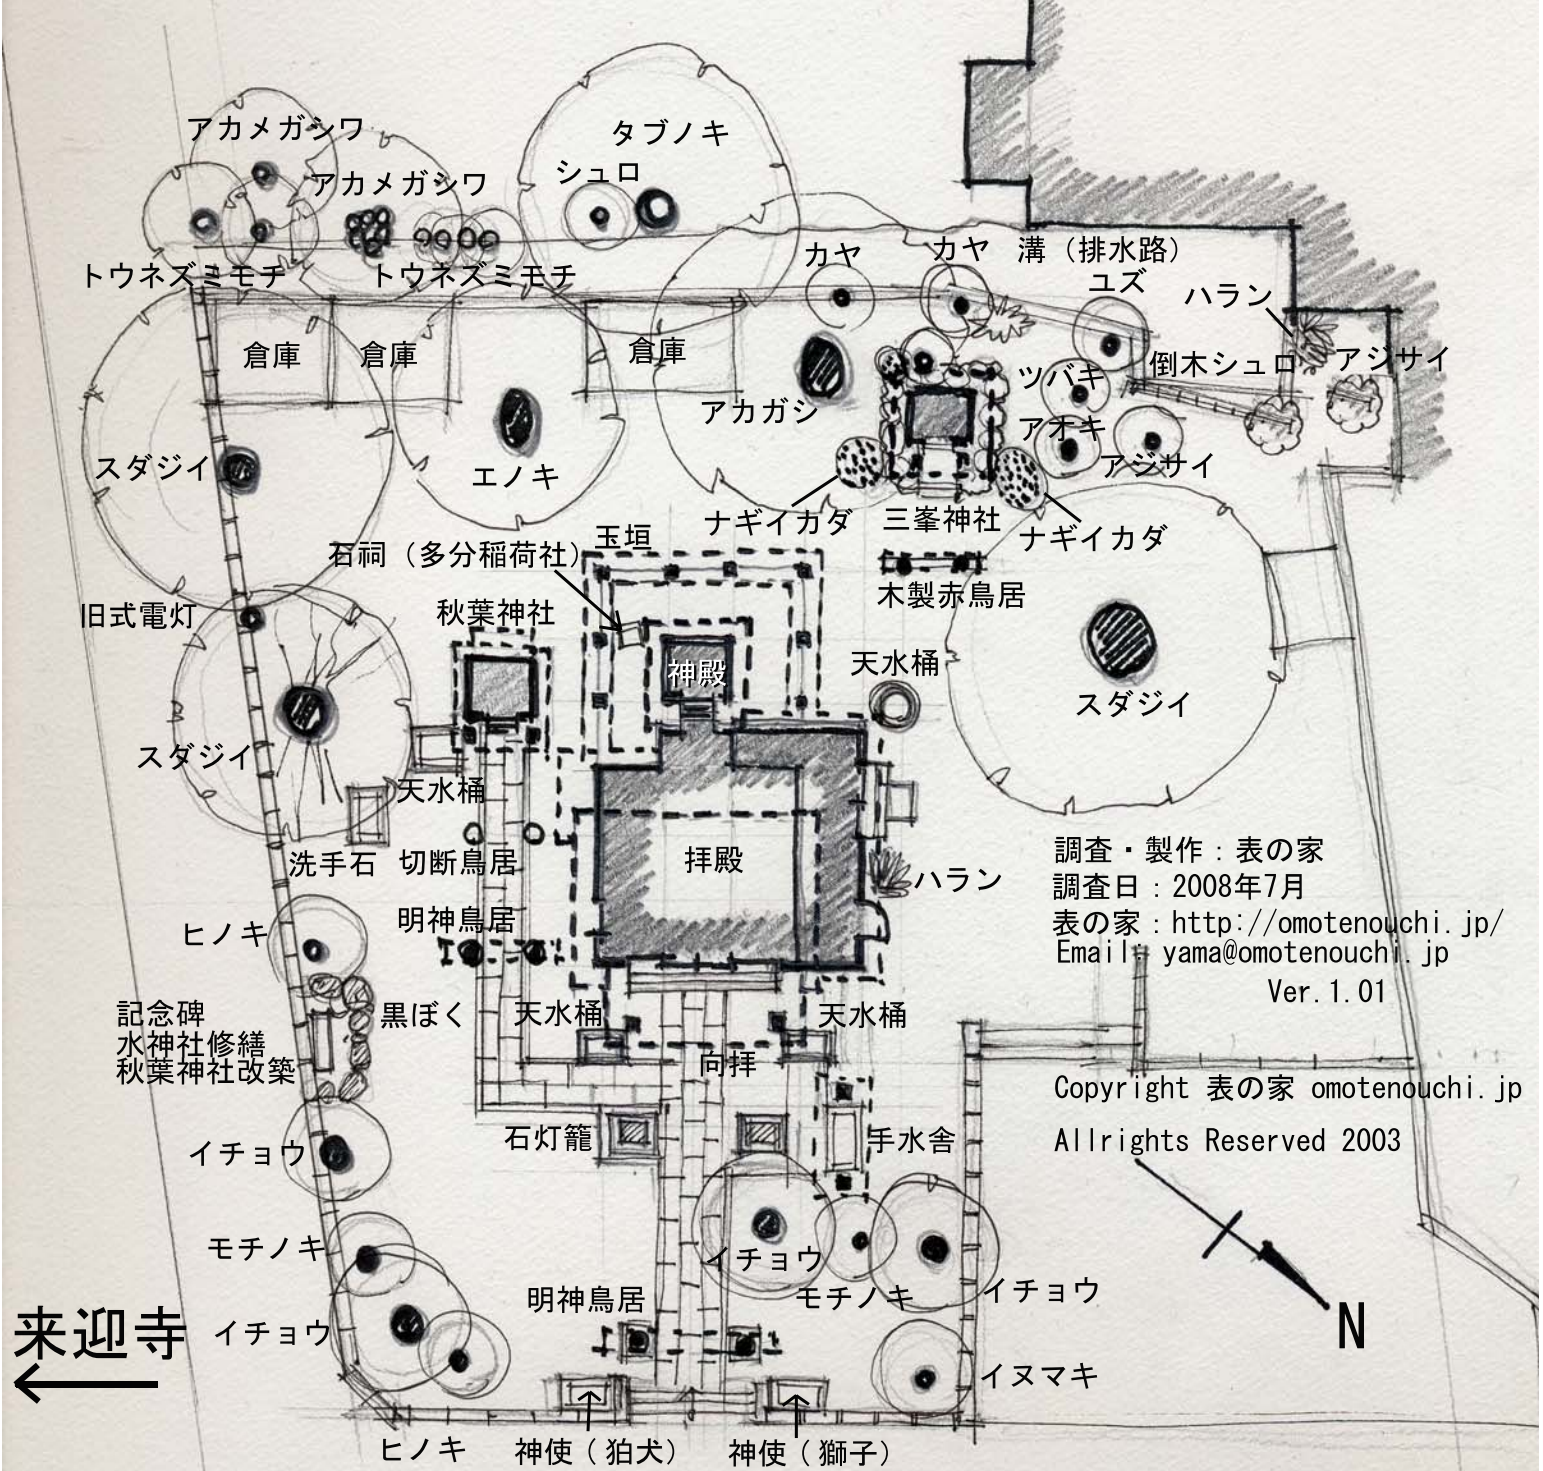 アカメガシワ
タブノキ
シュロ
アカメガシワ
トウネズミモチ
トウネズミモチ
カヤ
カヤ
溝（排水路）
ユズ
ハラン
倉庫
倉庫
倉庫
倒木シュロ
アジサイ
ツバキ
アカガシ
アオキ
アジサイ
スダジイ
エノキ
ナギイカダ
三峯神社
ナギイカダ
玉垣
石祠（多分稲荷社）
木製赤鳥居
旧式電灯
秋葉神社
神殿
天水桶
スダジイ
スダジイ
天水桶
洗手石
切断鳥居
拝殿
ハラン
調査・製作：表の家
調査日：2008年7月
表の家：http://omotenouchi.jp/
Email: yama@omotenouchi.jp
Ver.1.01
ヒノキ
明神鳥居
記念碑
水神社修繕
秋葉神社改築
黒ぼく
天水桶
天水桶
向拝
Copyright 表の家 omotenouchi.jp
Allrights Reserved 2003
石灯籠
手水舎
イチョウ
モチノキ
イチョウ
モチノキ
イチョウ
明神鳥居
N
来迎寺
イチョウ
イヌマキ
ヒノキ
神使（狛犬）
神使（獅子）